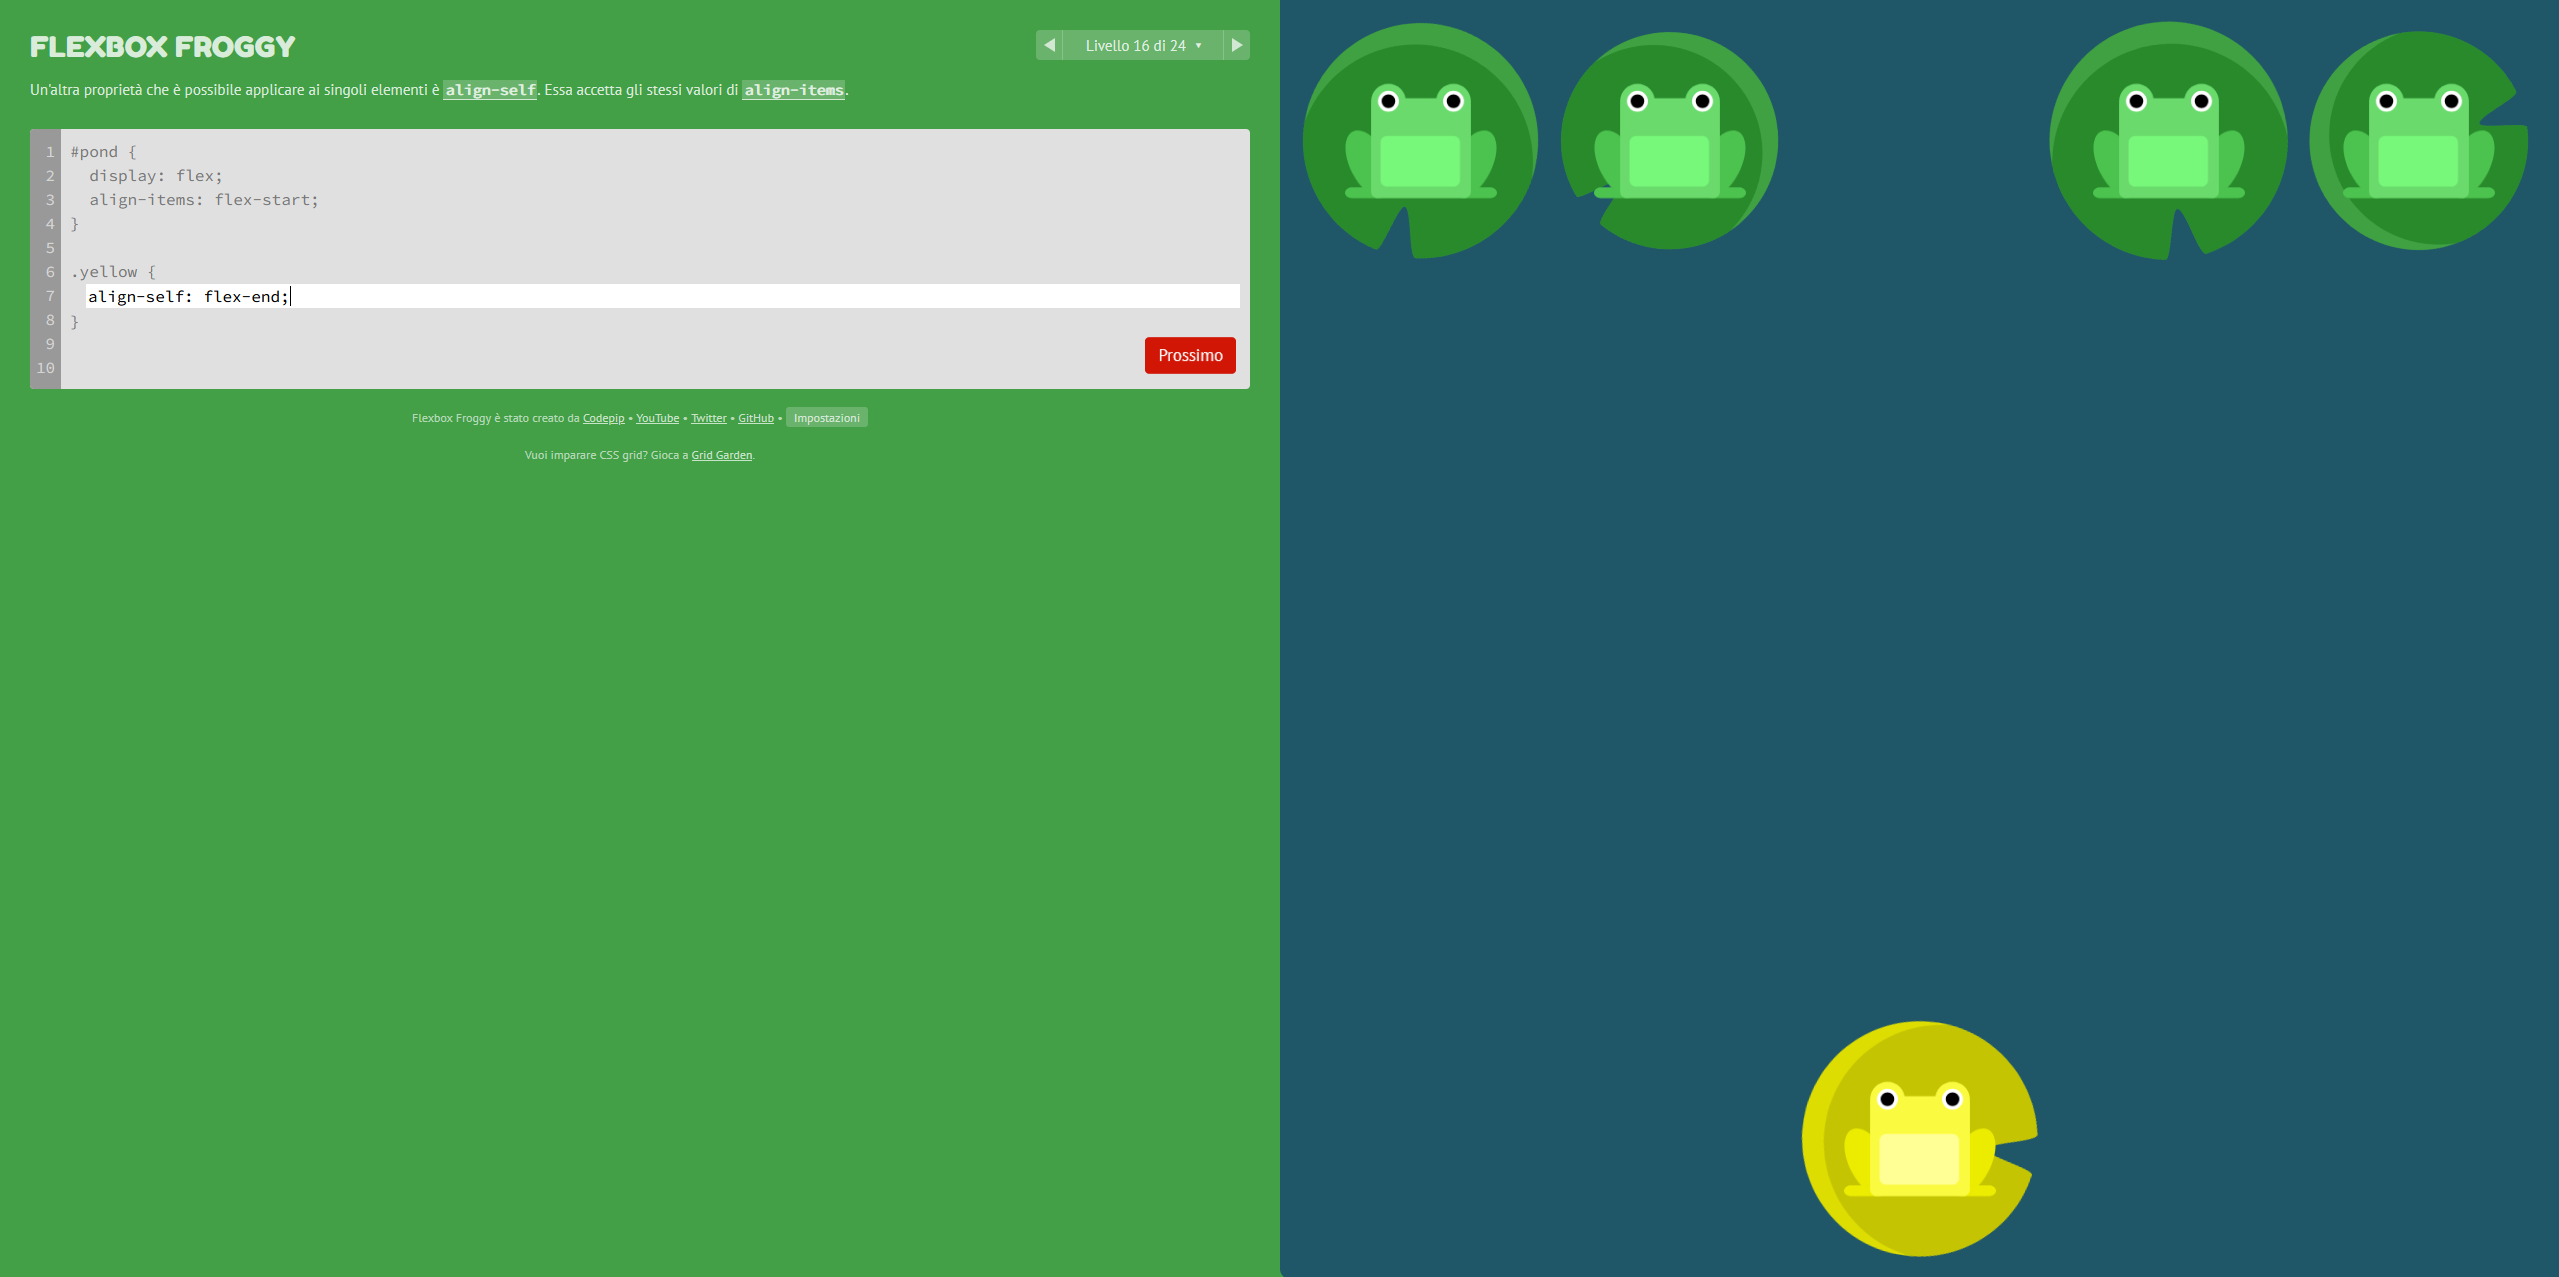 FLEXBOX FROGGY
◀ Livello 16 di 24 ▾ ▶
Un'altra proprietà che è possibile applicare ai singoli elementi è align-self. Essa accetta gli stessi valori di align-items.
1 #pond {
2 display: flex;
3 align-items: flex-start;
4 }
5
6 .yellow {
7 align-self: flex-end;
8 }
9
10
Prossimo
Flexbox Froggy è stato creato da Codepip • YouTube • Twitter • GitHub • Impostazioni
Vuoi imparare CSS grid? Gioca a Grid Garden.